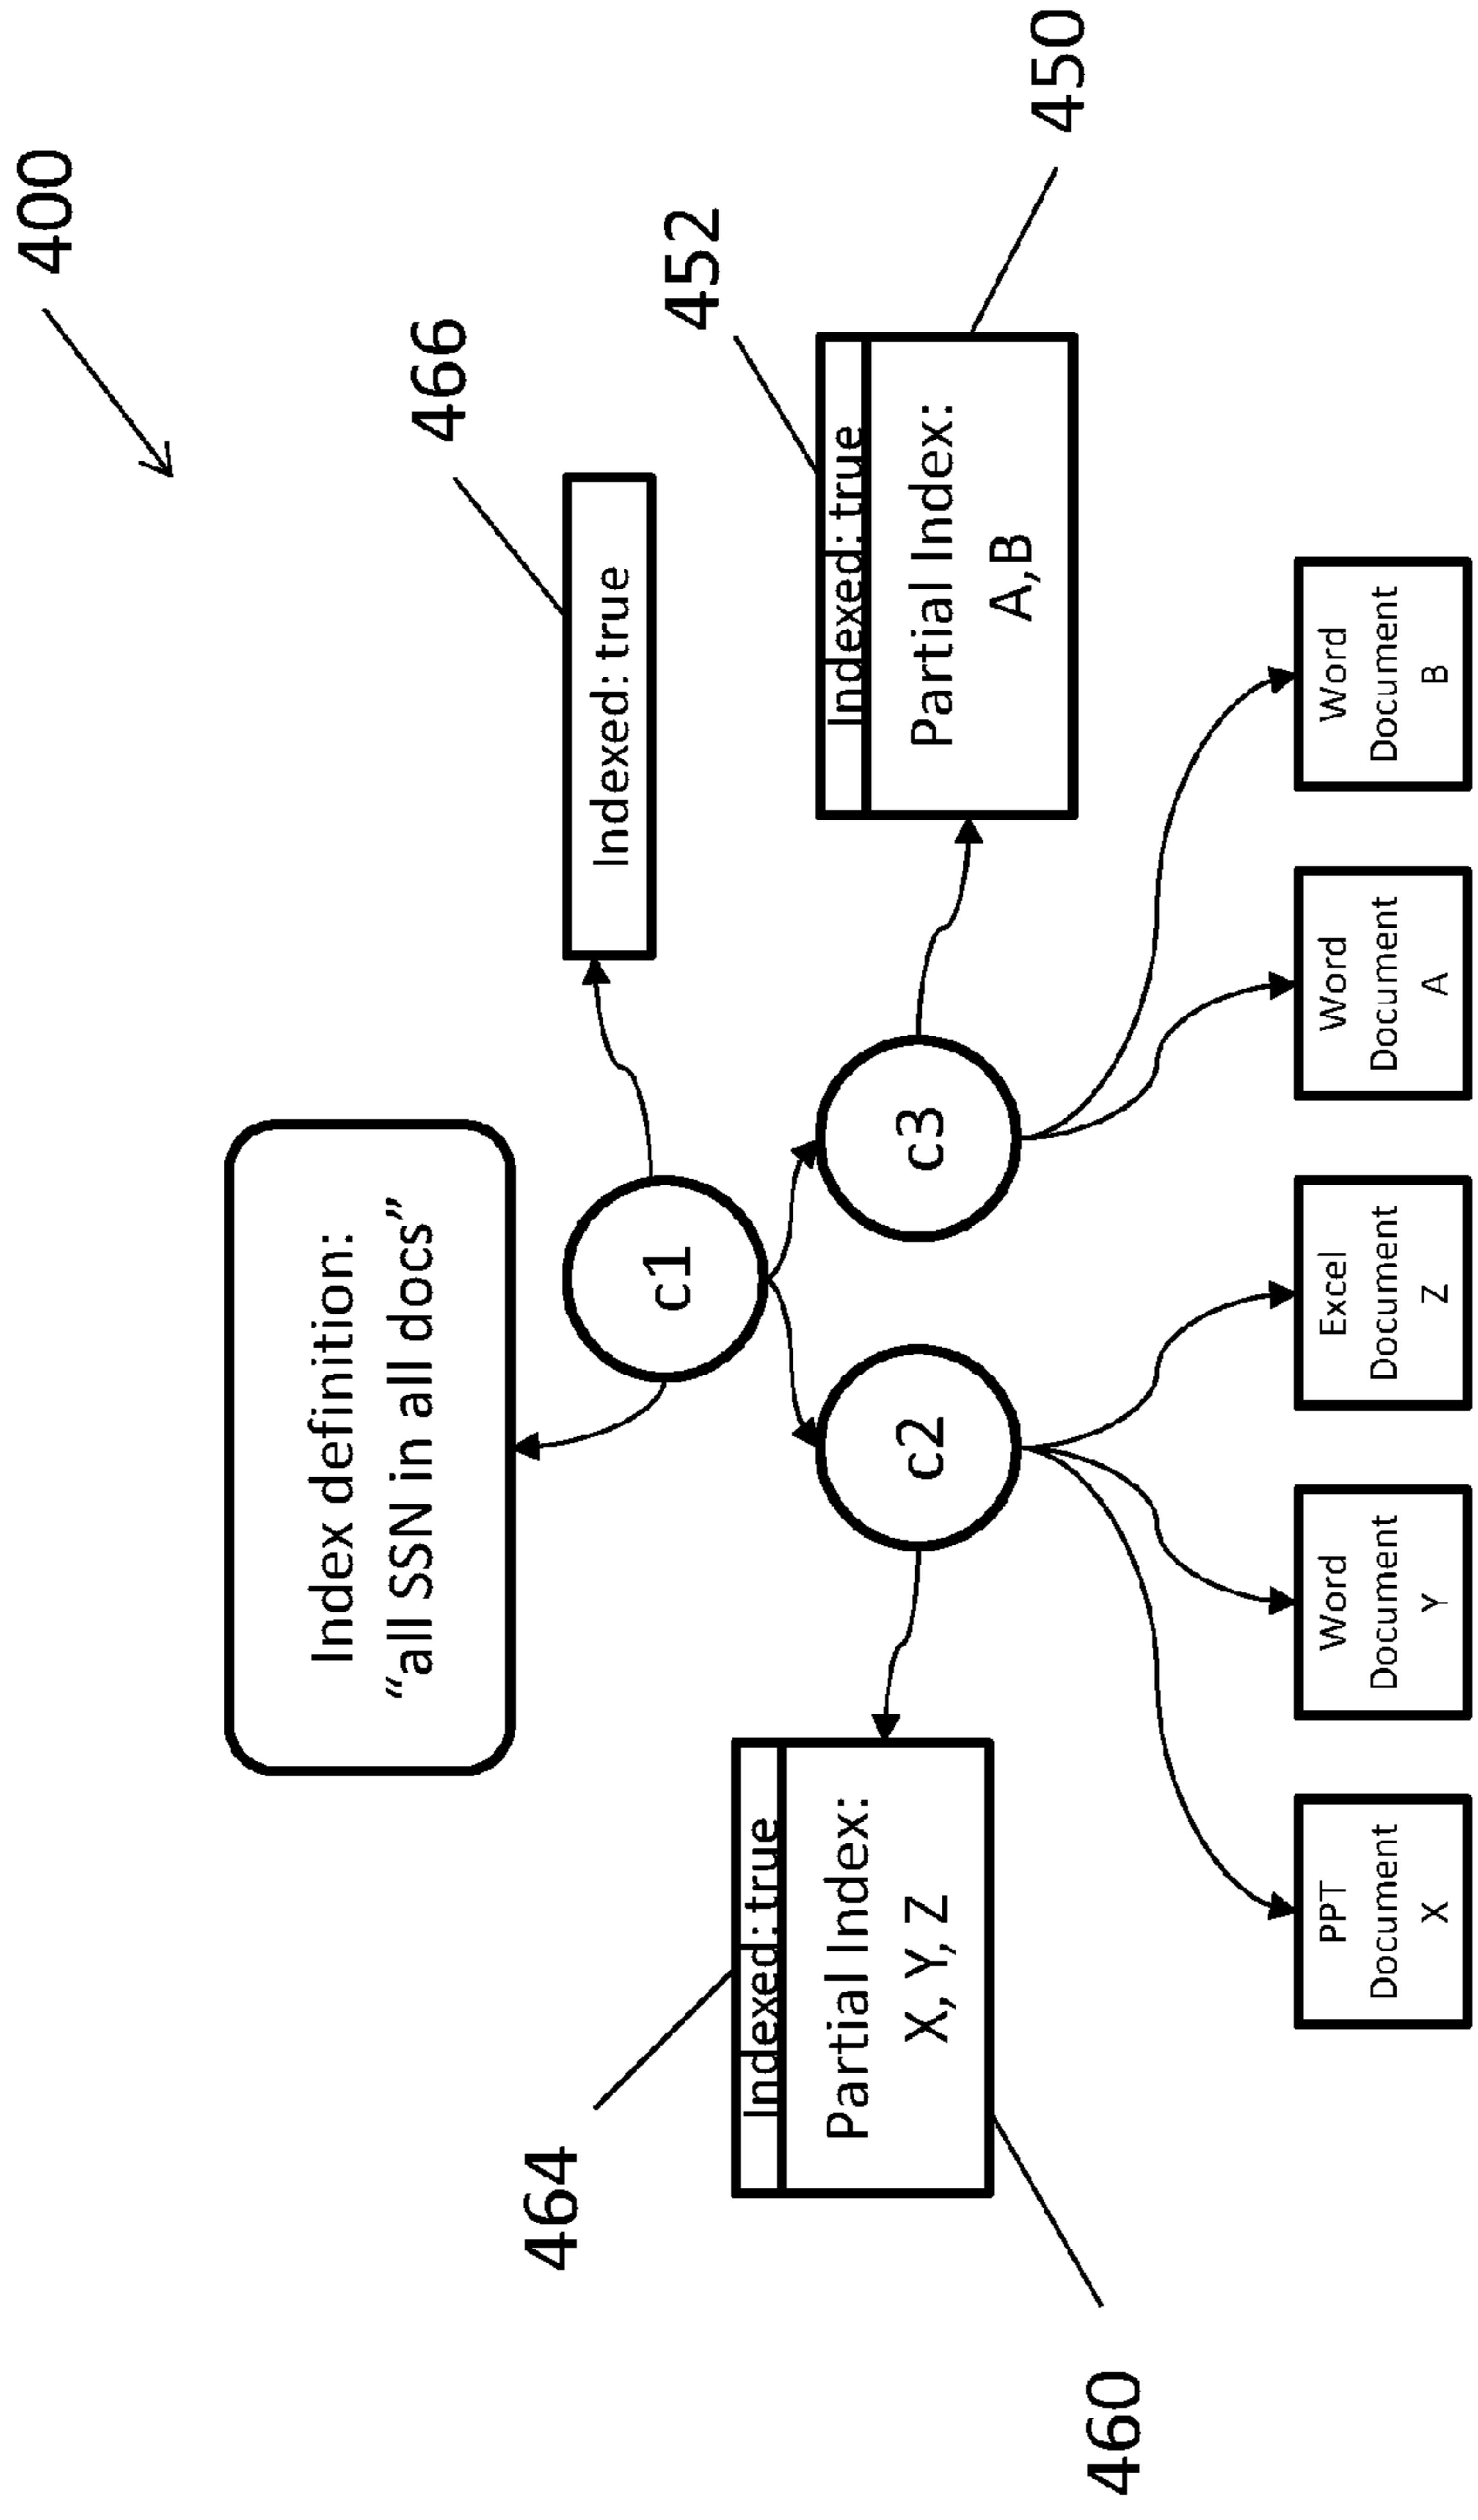 400
Index definition:
“all SSN in all docs”
466
Indexed: true
c1
464
452
Indexed: true
Partial Index:
X, Y, Z
c2
c3
Indexed: true
Partial Index:
A,B
460
450
PPT
Document
X
Word
Document
Y
Excel
Document
Z
Word
Document
A
Word
Document
B